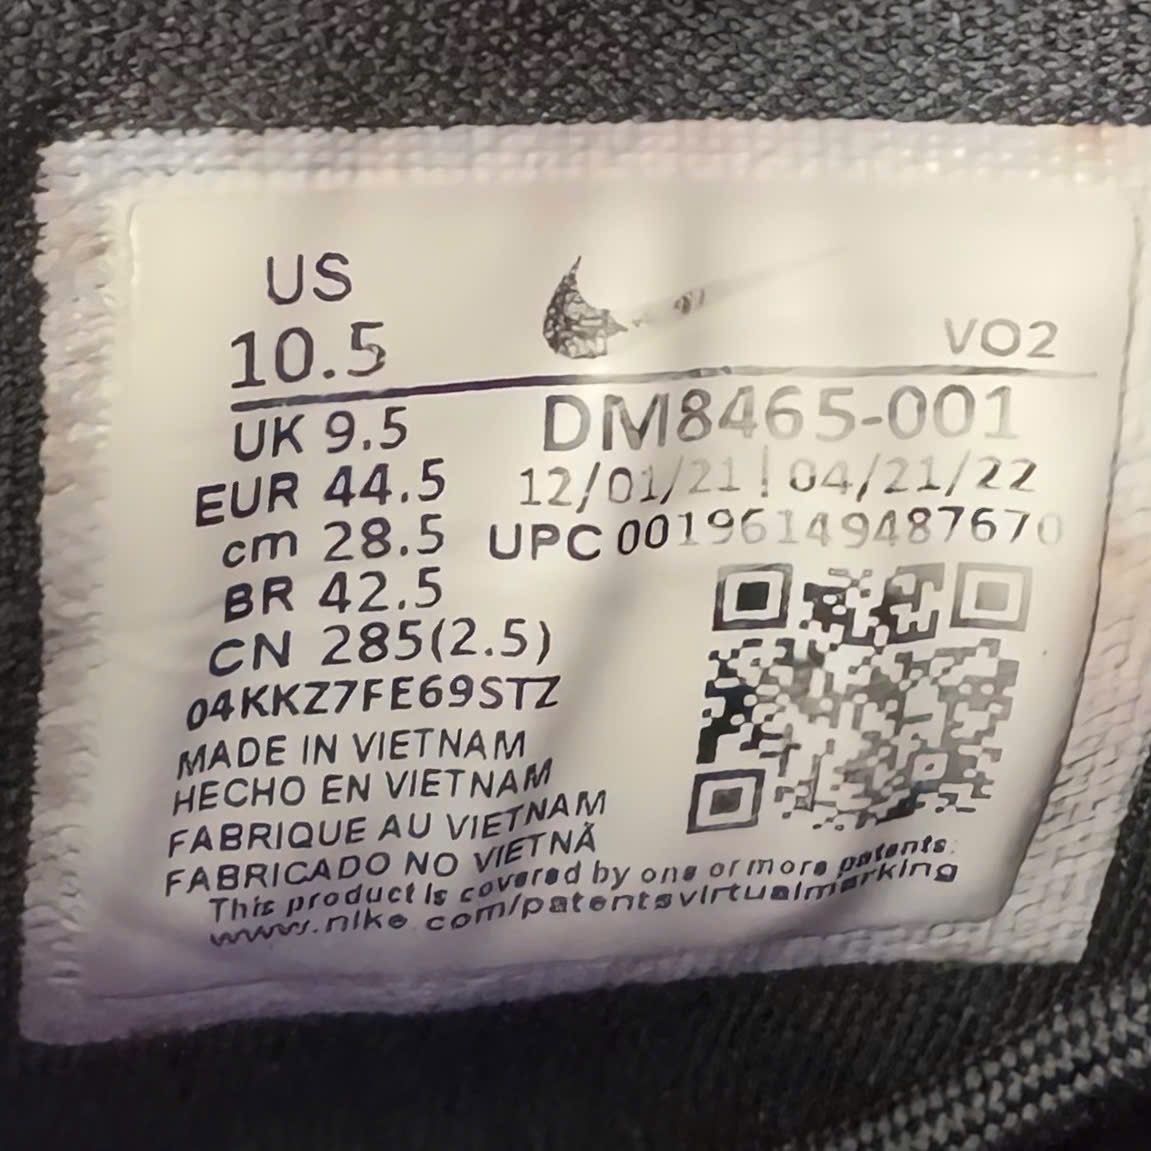 US
10.5
VO2
UK 9.5
DM8465-001
EUR 44.5
12/01/21 | 04/21/22
cm 28.5
UPC 00196149487670
BR 42.5
CN 285(2.5)
04KKZ7FE69STZ
MADE IN VIETNAM
HECHO EN VIETNAM
FABRIQUE AU VIETNAM
FABRICADO NO VIETNÃ
This product is covered by one or more patents.
www.nike.com/patentsvirtualmarking